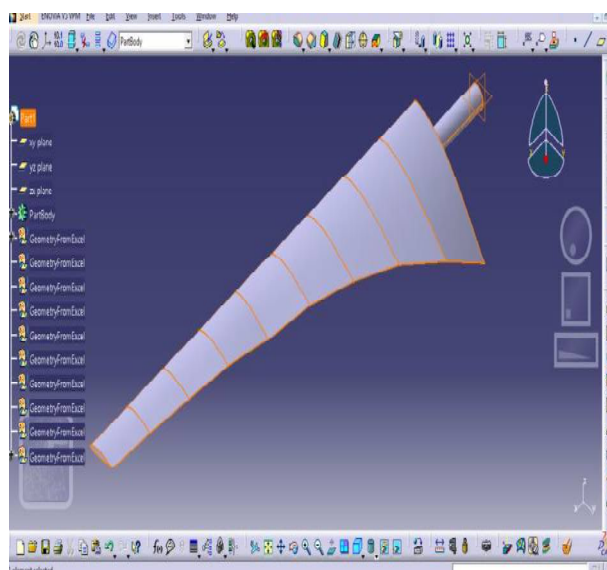 Start ENOVIA V5 VPM File Edit View Insert Tools Window Help
PartBody
Part1
xy plane
yz plane
zx plane
PartBody
GeometryFromExcel
GeometryFromExcel
GeometryFromExcel
GeometryFromExcel
GeometryFromExcel
GeometryFromExcel
GeometryFromExcel
GeometryFromExcel
GeometryFromExcel
GeometryFromExcel